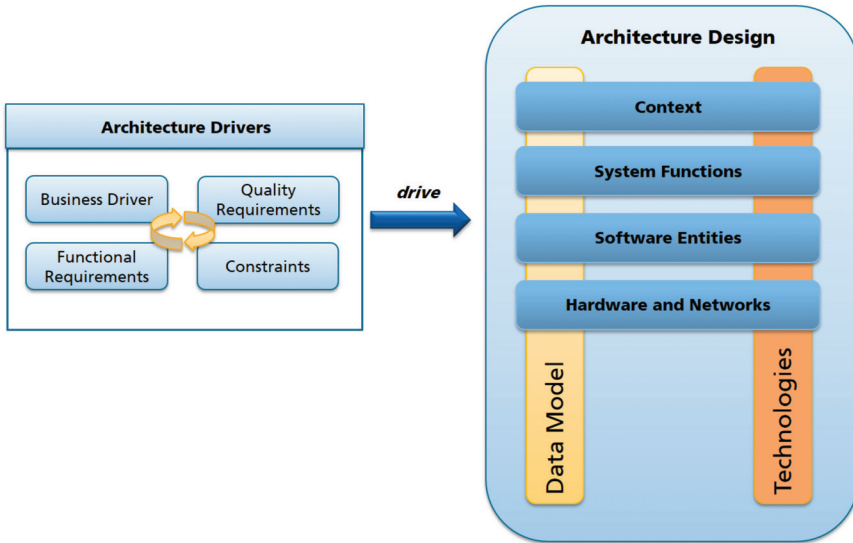 Architecture Drivers
Business Driver
Quality
Requirements
Functional
Requirements
Constraints
drive
Architecture Design
Context
System Functions
Software Entities
Hardware and Networks
Data Model
Technologies